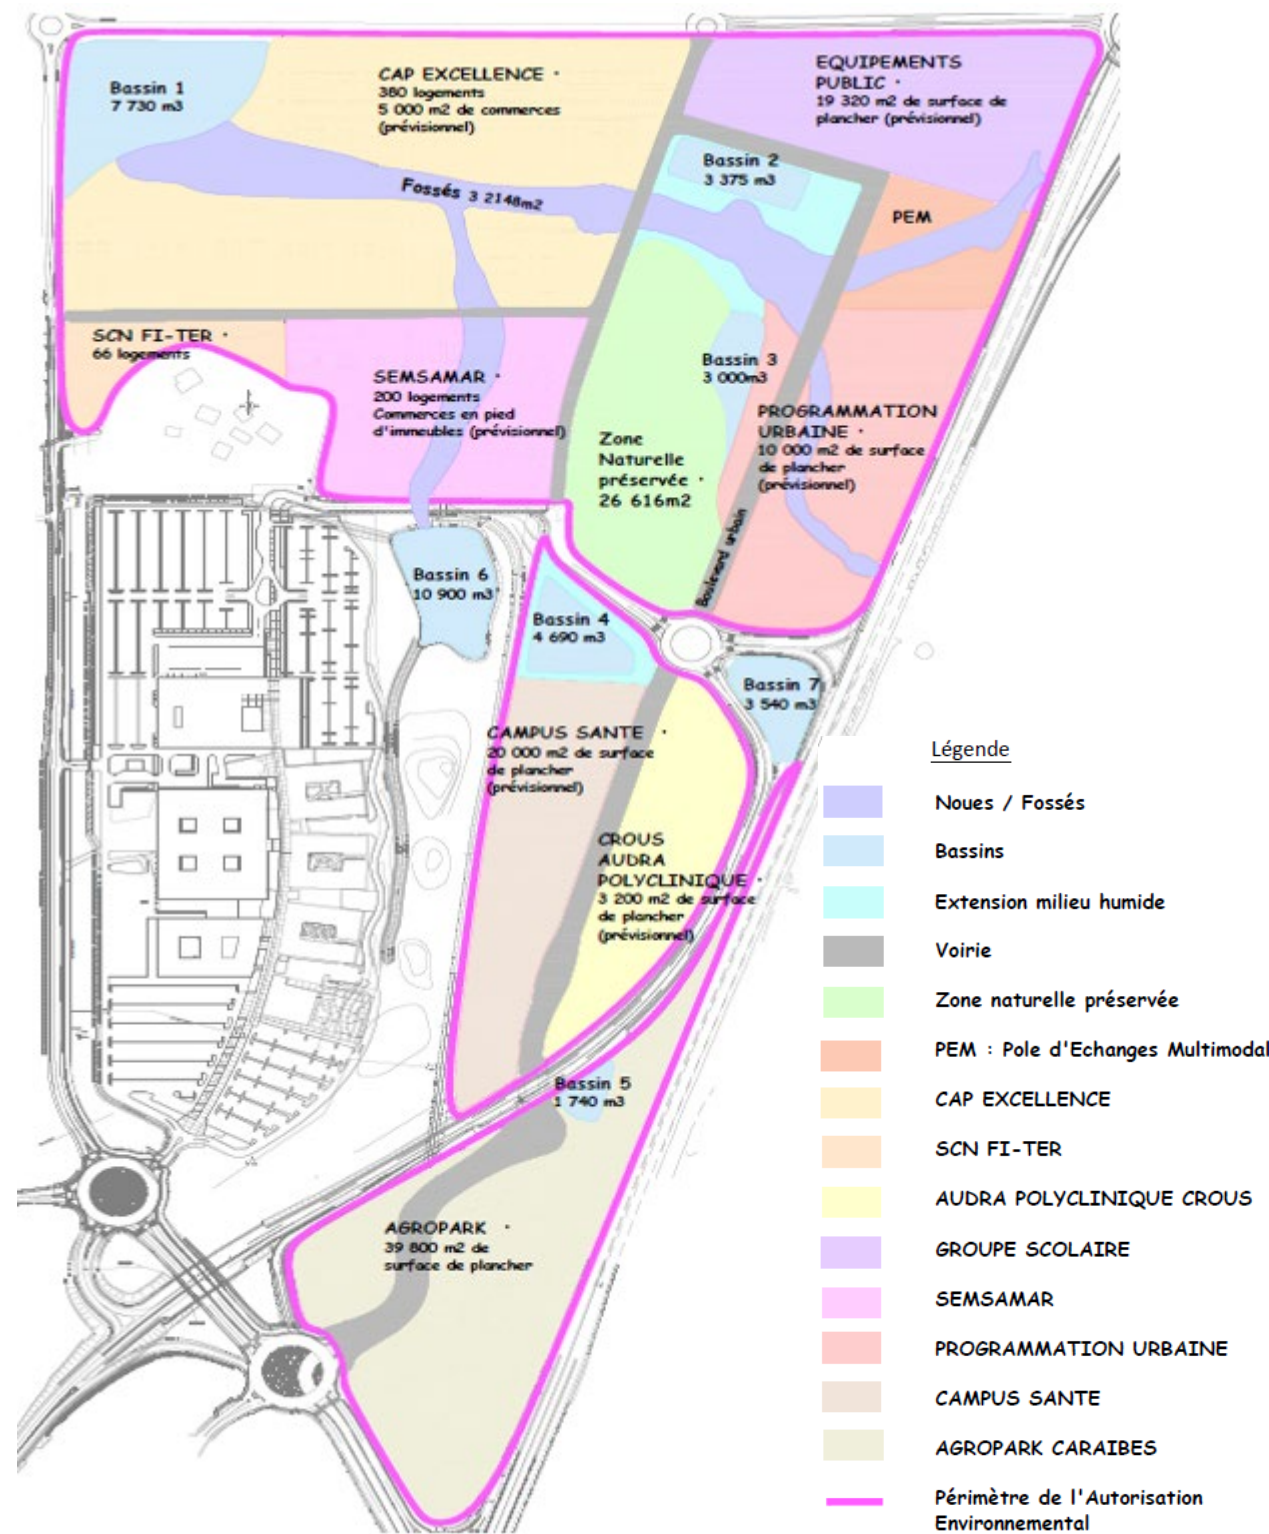 Bassin 1
7 730 m3
CAP EXCELLENCE ·
380 logements
5 000 m2 de commerces
(prévisionnel)
EQUIPEMENTS
PUBLIC ·
19 320 m2 de surface de
plancher (prévisionnel)
Bassin 2
3 375 m3
Fossés 3 2148m2
PEM
SCN FI-TER ·
66 logements
SEMSAMAR ·
200 logements
Commerces en pied
d'immeubles (prévisionnel)
Bassin 3
3 000m3
PROGRAMMATION
URBAINE ·
10 000 m2 de surface
de plancher
(prévisionnel)
Zone
Naturelle
préservée ·
26 616m2
Boulevard urbain
Bassin 6
10 900 m3
Bassin 4
4 690 m3
Bassin 7
3 540 m3
CAMPUS SANTE ·
20 000 m2 de surface
de plancher
(prévisionnel)
CROUS
AUDRA
POLYCLINIQUE ·
3 200 m2 de surface
de plancher
(prévisionnel)
Bassin 5
1 740 m3
AGROPARK ·
39 800 m2 de
surface de plancher
Légende
Noues / Fossés
Bassins
Extension milieu humide
Voirie
Zone naturelle préservée
PEM : Pole d'Echanges Multimodal
CAP EXCELLENCE
SCN FI-TER
AUDRA POLYCLINIQUE CROUS
GROUPE SCOLAIRE
SEMSAMAR
PROGRAMMATION URBAINE
CAMPUS SANTE
AGROPARK CARAIBES
Périmètre de l'Autorisation
Environnemental